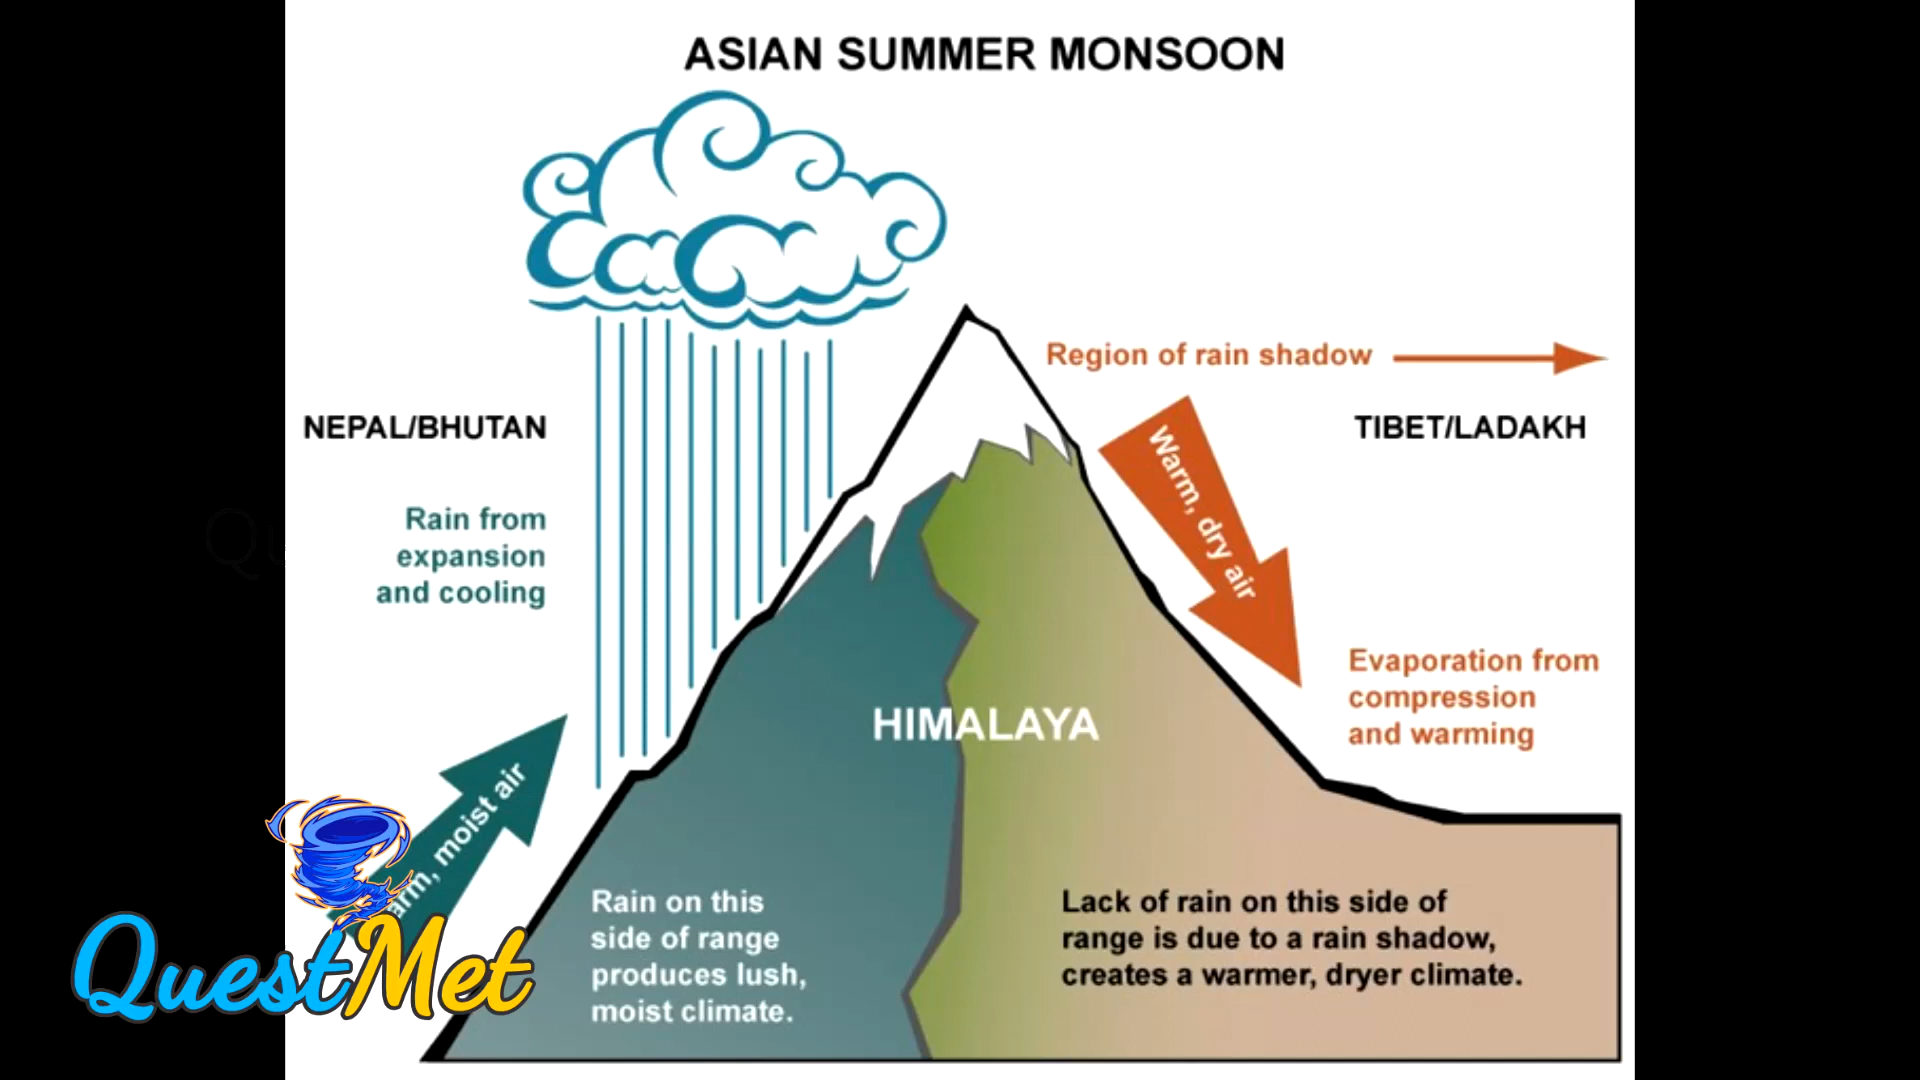 ASIAN SUMMER MONSOON
Region of rain shadow
NEPAL/BHUTAN
TIBET/LADAKH
Rain from
expansion
and cooling
Warm, dry air
Evaporation from
compression
and warming
HIMALAYA
moist air
Rain on this
side of range
produces lush,
moist climate.
Lack of rain on this side of
range is due to a rain shadow,
creates a warmer, dryer climate.
QuestMet